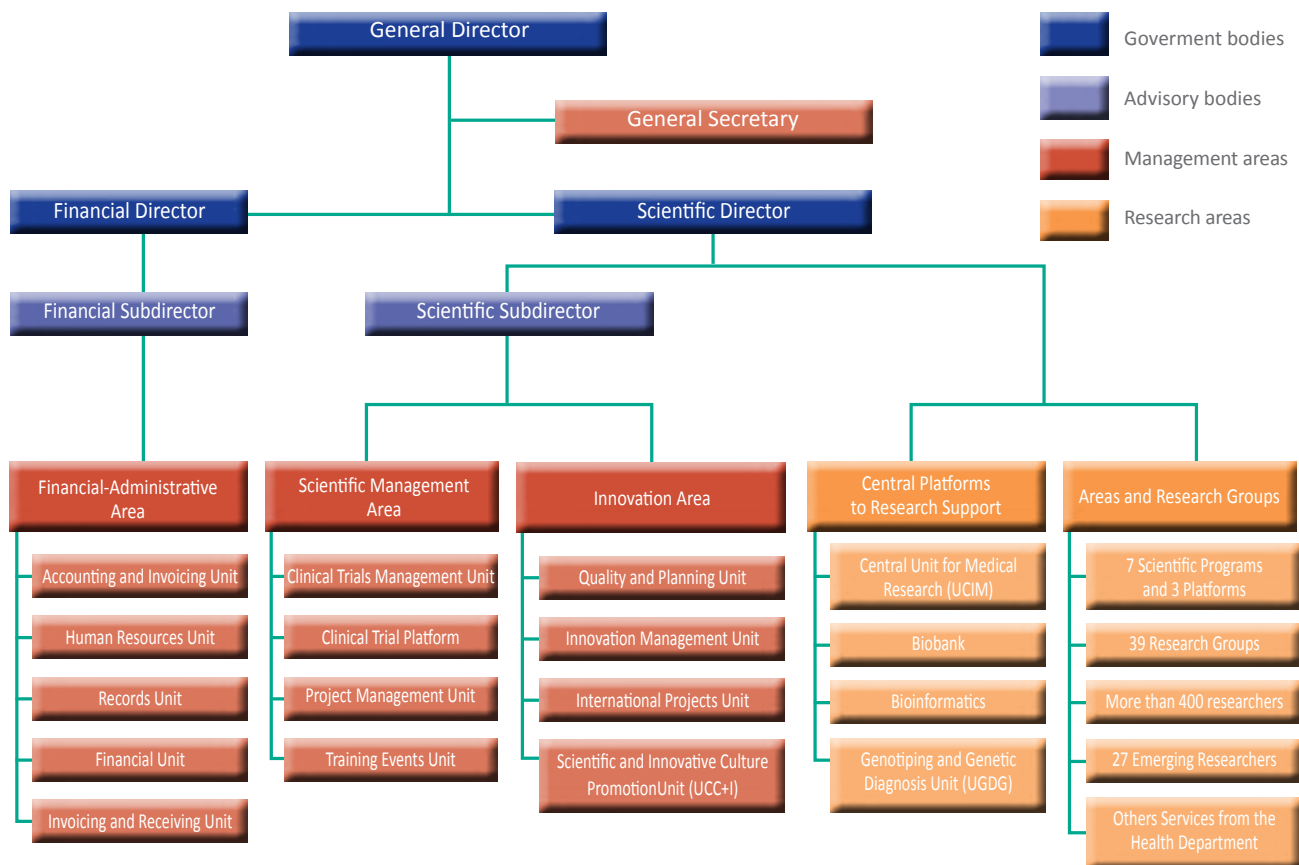 General Director
Goverment bodies
Advisory bodies
Management areas
Research areas
General Secretary
Financial Director
Scientific Director
Financial Subdirector
Scientific Subdirector
Financial-Administrative
Area
Accounting and Invoicing Unit
Human Resources Unit
Records Unit
Financial Unit
Invoicing and Receiving Unit
Scientific Management
Area
Clinical Trials Management Unit
Clinical Trial Platform
Project Management Unit
Training Events Unit
Innovation Area
Quality and Planning Unit
Innovation Management Unit
International Projects Unit
Scientific and Innovative Culture
PromotionUnit (UCC+I)
Central Platforms
to Research Support
Central Unit for Medical
Research (UCIM)
Biobank
Bioinformatics
Genotiping and Genetic
Diagnosis Unit (UGDG)
Areas and Research Groups
7 Scientific Programs
and 3 Platforms
39 Research Groups
More than 400 researchers
27 Emerging Researchers
Others Services from the
Health Department